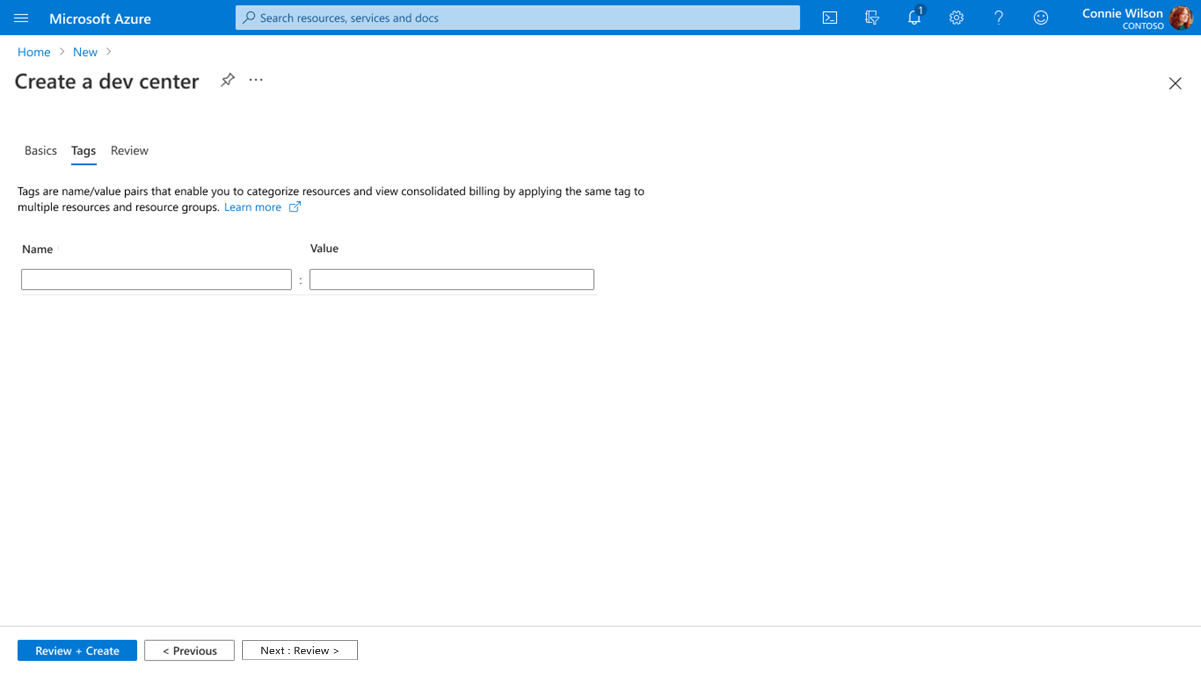 Microsoft Azure
Search resources, services and docs
1
Connie Wilson
CONTOSO
Home > New >
Create a dev center
Basics Tags Review
Tags are name/value pairs that enable you to categorize resources and view consolidated billing by applying the same tag to
multiple resources and resource groups. Learn more
Name Value
:
Review + Create < Previous Next : Review >